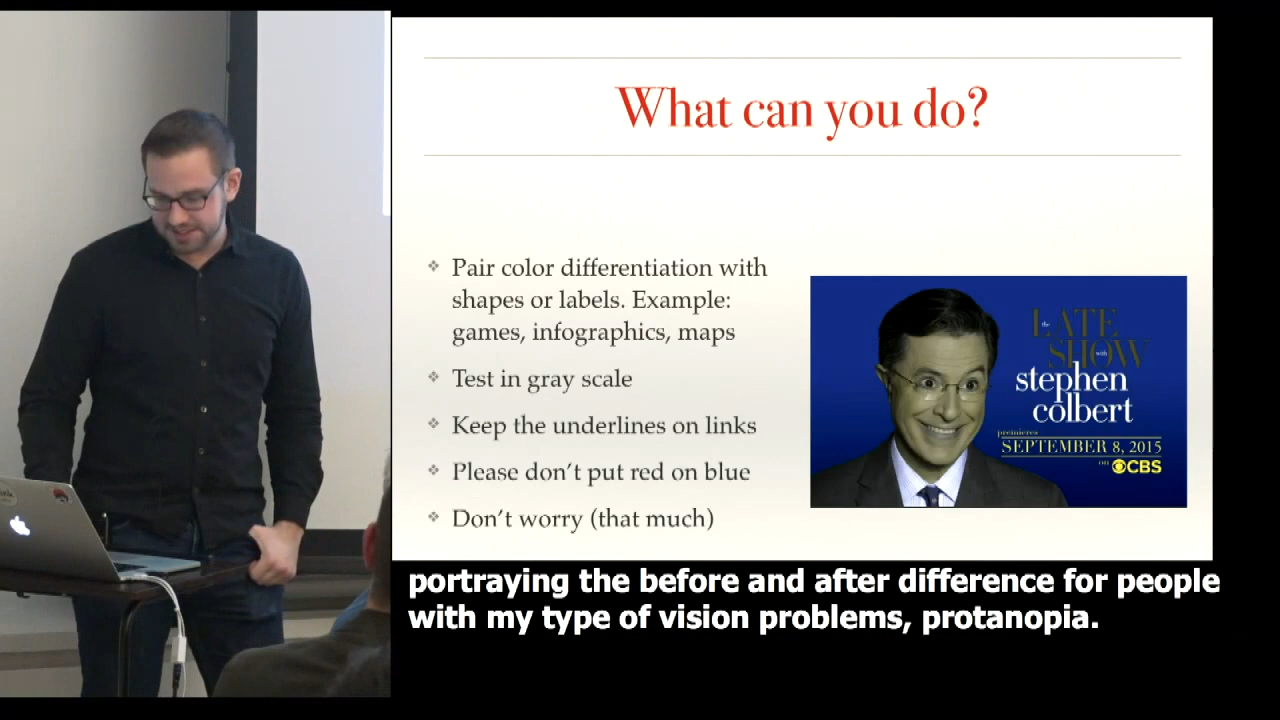 What can you do?
Pair color differentiation with
shapes or labels. Example:
games, infographics, maps
Test in gray scale
Keep the underlines on links
Please don't put red on blue
Don't worry (that much)
the LATE
SHOW with
stephen
colbert
premieres
SEPTEMBER 8, 2015
on CBS
portraying the before and after difference for people
with my type of vision problems, protanopia.